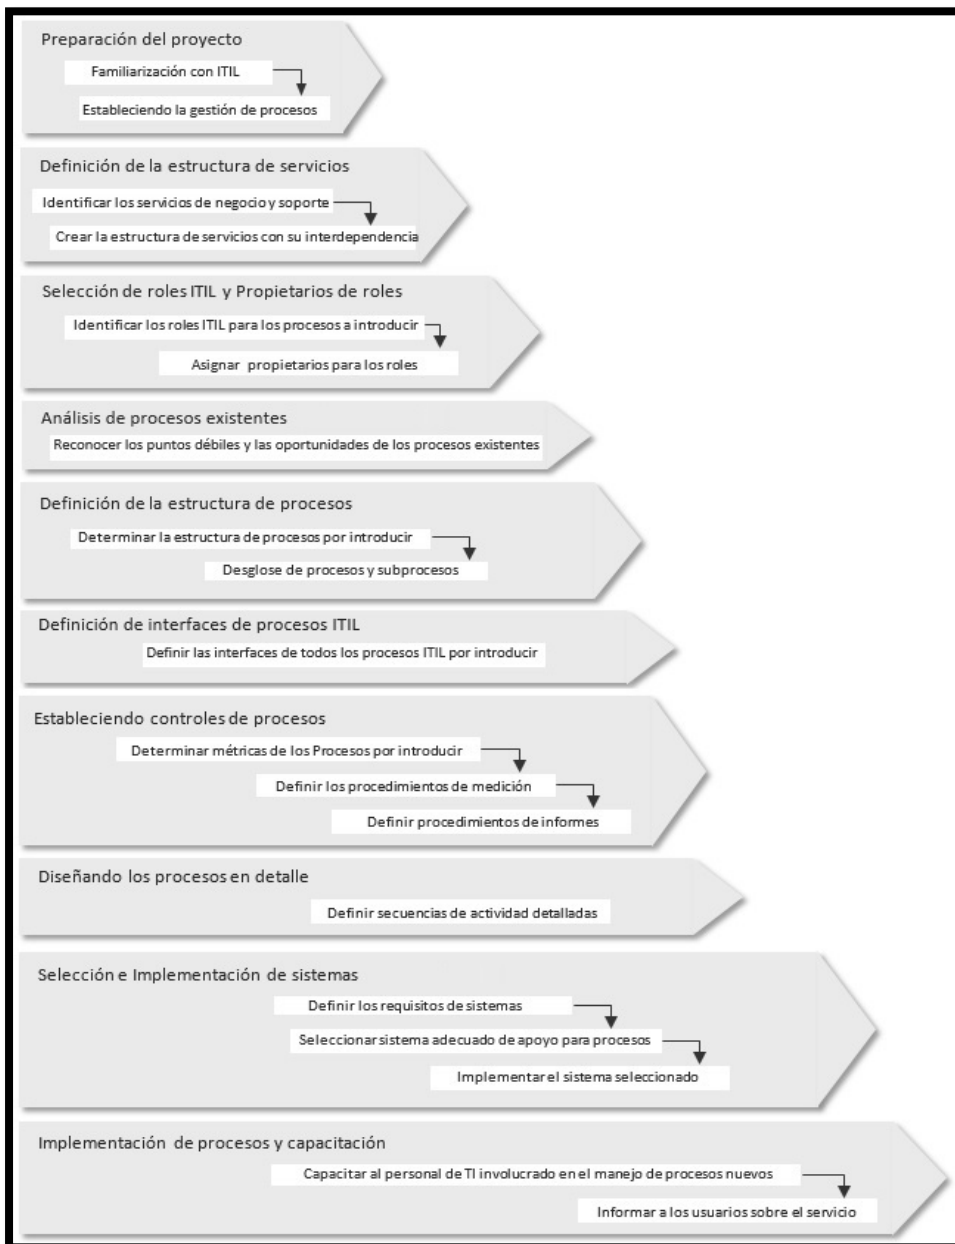 Preparación del proyecto
Familiarización con ITIL
Estableciendo la gestión de procesos
Definición de la estructura de servicios
Identificar los servicios de negocio y soporte
Crear la estructura de servicios con su interdependencia
Selección de roles ITIL y Propietarios de roles
Identificar los roles ITIL para los procesos a introducir
Asignar propietarios para los roles
Análisis de procesos existentes
Reconocer los puntos débiles y las oportunidades de los procesos existentes
Definición de la estructura de procesos
Determinar la estructura de procesos por introducir
Desglose de procesos y subprocesos
Definición de interfaces de procesos ITIL
Definir las interfaces de todos los procesos ITIL por introducir
Estableciendo controles de procesos
Determinar métricas de los Procesos por introducir
Definir los procedimientos de medición
Definir procedimientos de informes
Diseñando los procesos en detalle
Definir secuencias de actividad detalladas
Selección e Implementación de sistemas
Definir los requisitos de sistemas
Seleccionar sistema adecuado de apoyo para procesos
Implementar el sistema seleccionado
Implementación de procesos y capacitación
Capacitar al personal de TI involucrado en el manejo de procesos nuevos
Informar a los usuarios sobre el servicio